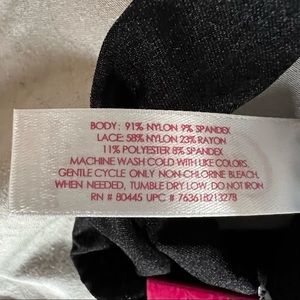 BODY: 91% NYLON 9% SPANDEX
LACE: 58% NYLON 23% RAYON
11% POLYESTER 8% SPANDEX
MACHINE WASH COLD WITH LIKE COLORS.
GENTLE CYCLE ONLY NON-CHLORINE BLEACH,
WHEN NEEDED, TUMBLE DRY LOW. DO NOT IRON
RN # 80445 UPC # 763618213278